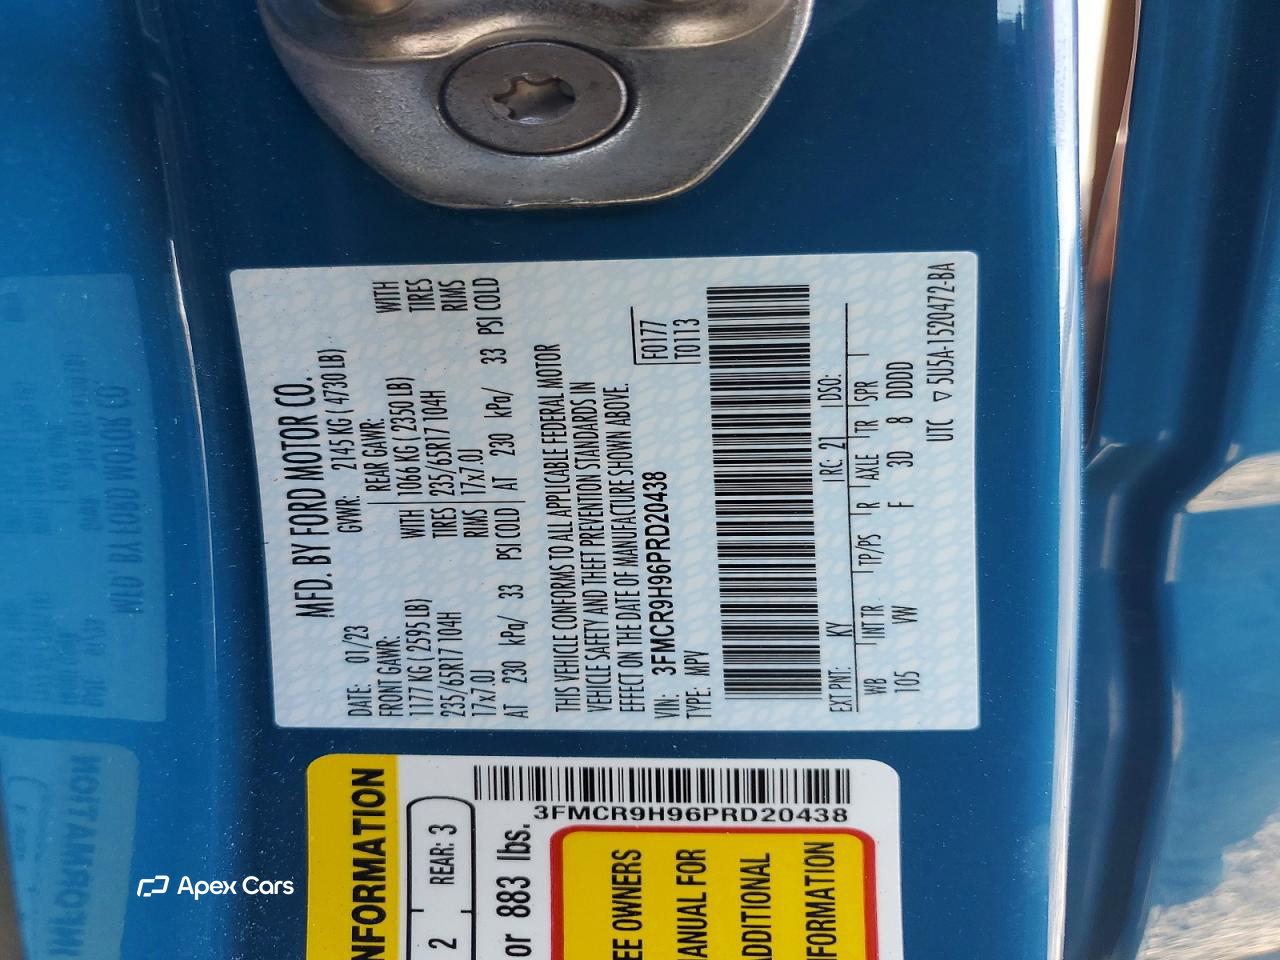 MFD. BY FORD MOTOR CO.
DATE: 01/23 GVWR: 2145 KG ( 4730 LB)
FRONT GAWR: REAR GAWR:
1177 KG ( 2595 LB) WITH 1066 KG ( 2350 LB) WITH
235/65R17 104H TIRES 235/65R17 104H TIRES
17x7.0J RIMS 17x7.0J RIMS
AT 230 kPa/ 33 PSI COLD AT 230 kPa/ 33 PSI COLD
THIS VEHICLE CONFORMS TO ALL APPLICABLE FEDERAL MOTOR
VEHICLE SAFETY AND THEFT PREVENTION STANDARDS IN
EFFECT ON THE DATE OF MANUFACTURE SHOWN ABOVE.
VIN: 3FMCR9H96PRD20438 F0177
TYPE: MPV T0113
EXT PNT: KY RC: 21 DSO:
WB INT TR TP/PS R AXLE TR SPR
105 VW F 3D 8 DDDD
UTC ▽ 5U5A-1520472-BA
INFORMATION
2 REAR: 3
or 883 lbs.
3FMCR9H96PRD20438
EE OWNERS
ANUAL FOR
ADDITIONAL
FORMATION
Apex Cars